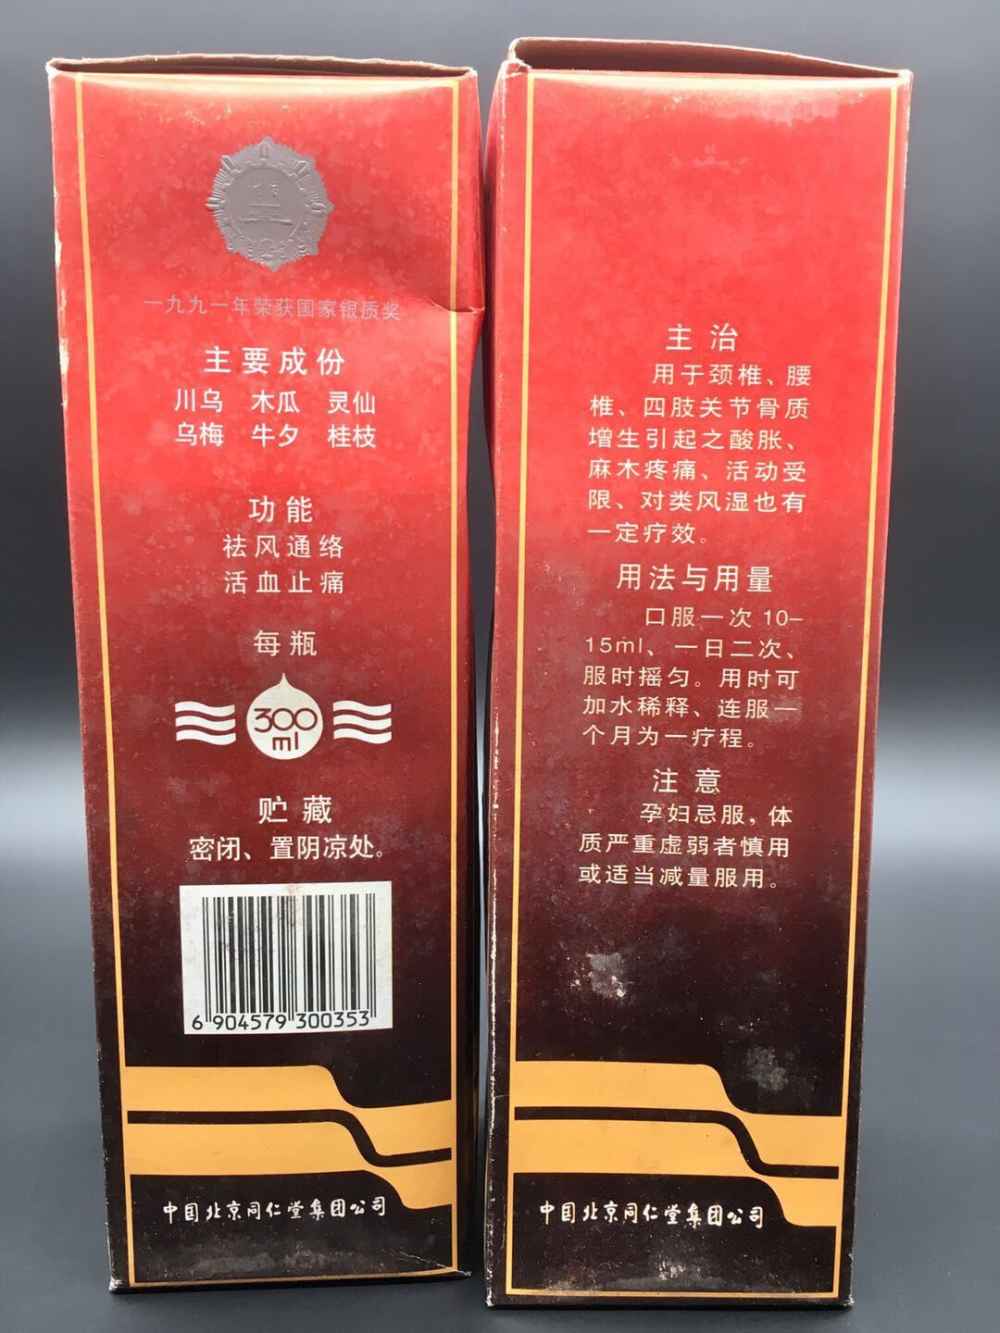 一九九一年荣获国家银质奖
主要成份
川乌 木瓜 灵仙
乌梅 牛夕 桂枝
功能
祛风通络
活血止痛
每瓶
300
ml
贮藏
密闭、置阴凉处。
6 904579 300353
中国北京同仁堂集团公司
主治
用于颈椎、腰
椎、四肢关节骨质
增生引起之酸胀、
麻木疼痛、活动受
限、对类风湿也有
一定疗效。
用法与用量
口服一次10-
15ml、一日二次、
服时摇匀。用时可
加水稀释、连服一
个月为一疗程。
注意
孕妇忌服，体
质严重虚弱者慎用
或适当减量服用。
中国北京同仁堂集团公司